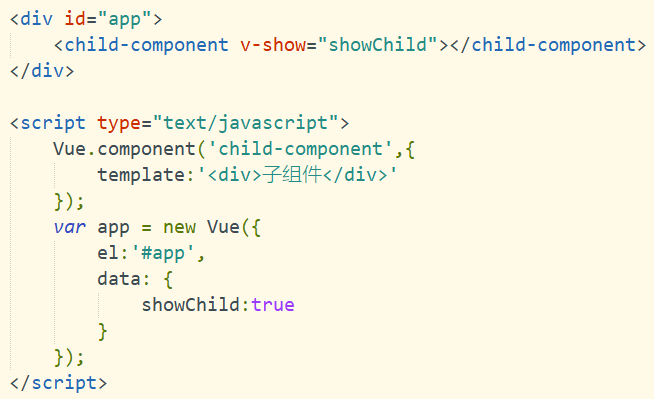 <div id="app">
    <child-component v-show="showChild"></child-component>
</div>

<script type="text/javascript">
    Vue.component('child-component',{
        template:'<div>子组件</div>'
    });
    var app = new Vue({
        el:'#app',
        data: {
            showChild:true
        }
    });
</script>